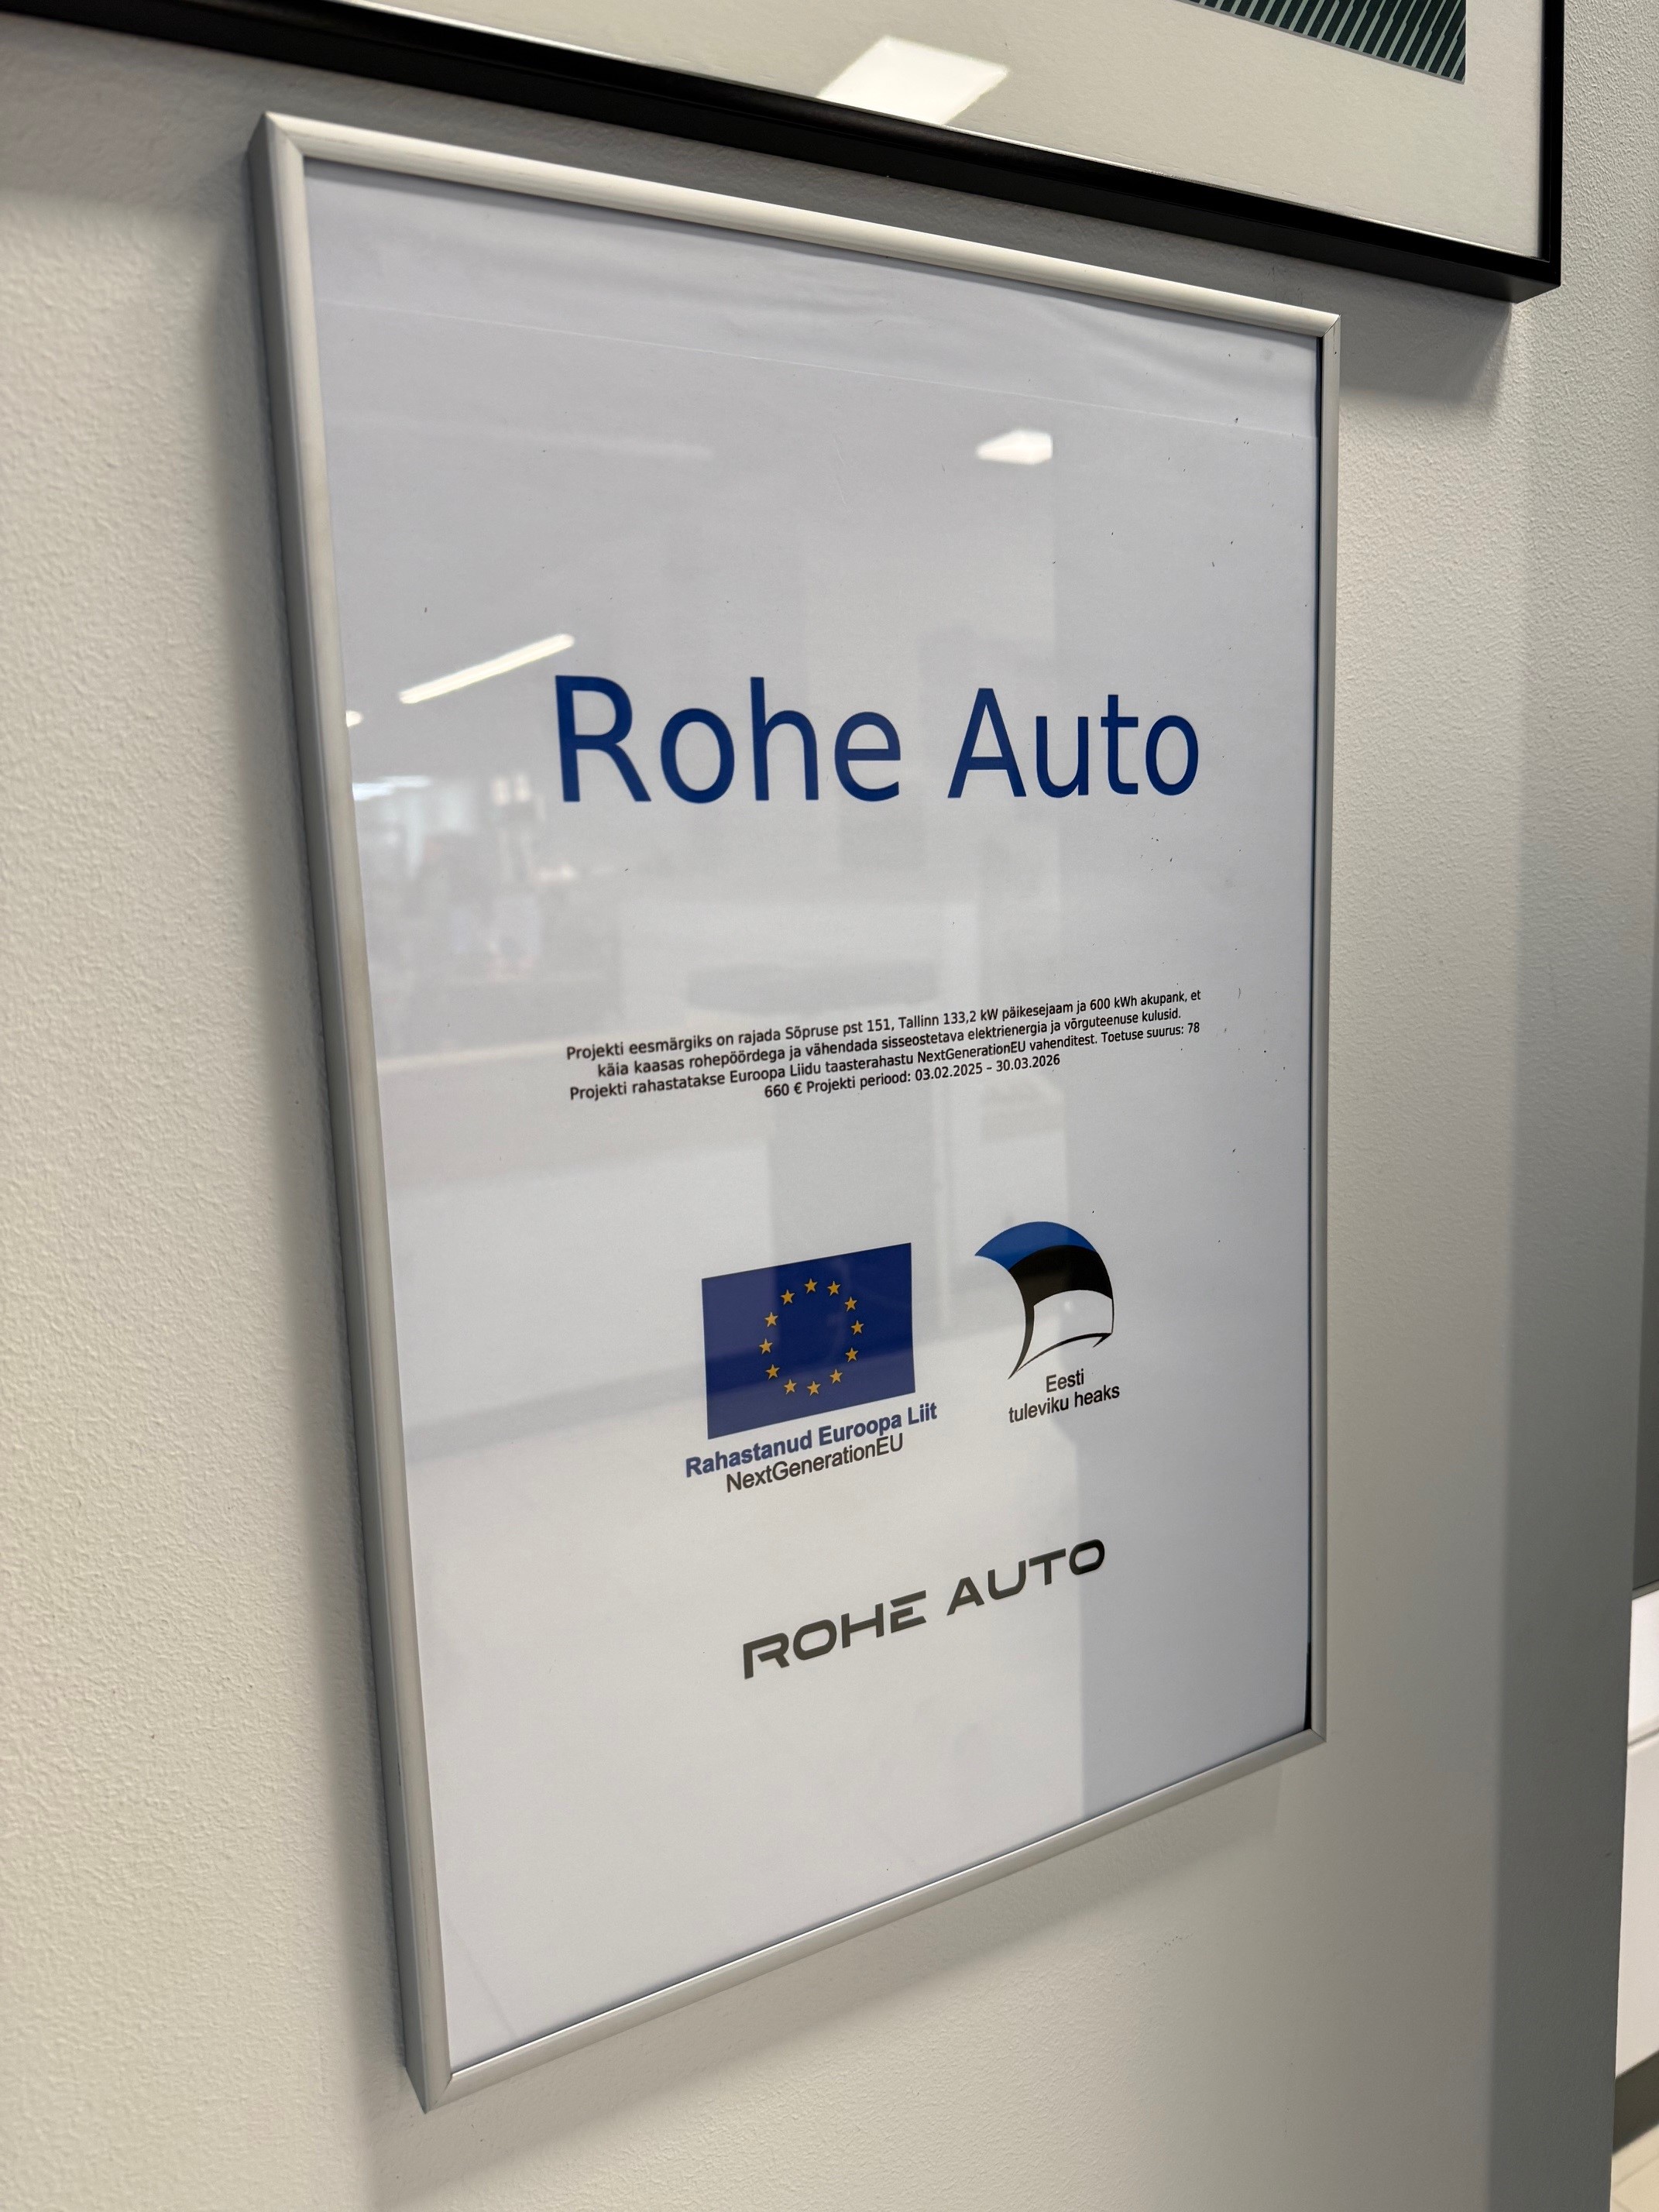 Rohe Auto
Projekti eesmärgiks on rajada Sõpruse pst 151, Tallinn 133,2 kW päikesejaam ja 600 kWh akupank, et
käia kaasas rohepöördega ja vähendada sisseostetava elektrienergia ja võrguteenuse kulusid.
Projekti rahastatakse Euroopa Liidu taasterahastu NextGenerationEU vahenditest. Toetuse suurus: 78
660 € Projekti periood: 03.02.2025 – 30.03.2026
Rahastanud Euroopa Liit
NextGenerationEU
Eesti
tuleviku heaks
ROHE AUTO